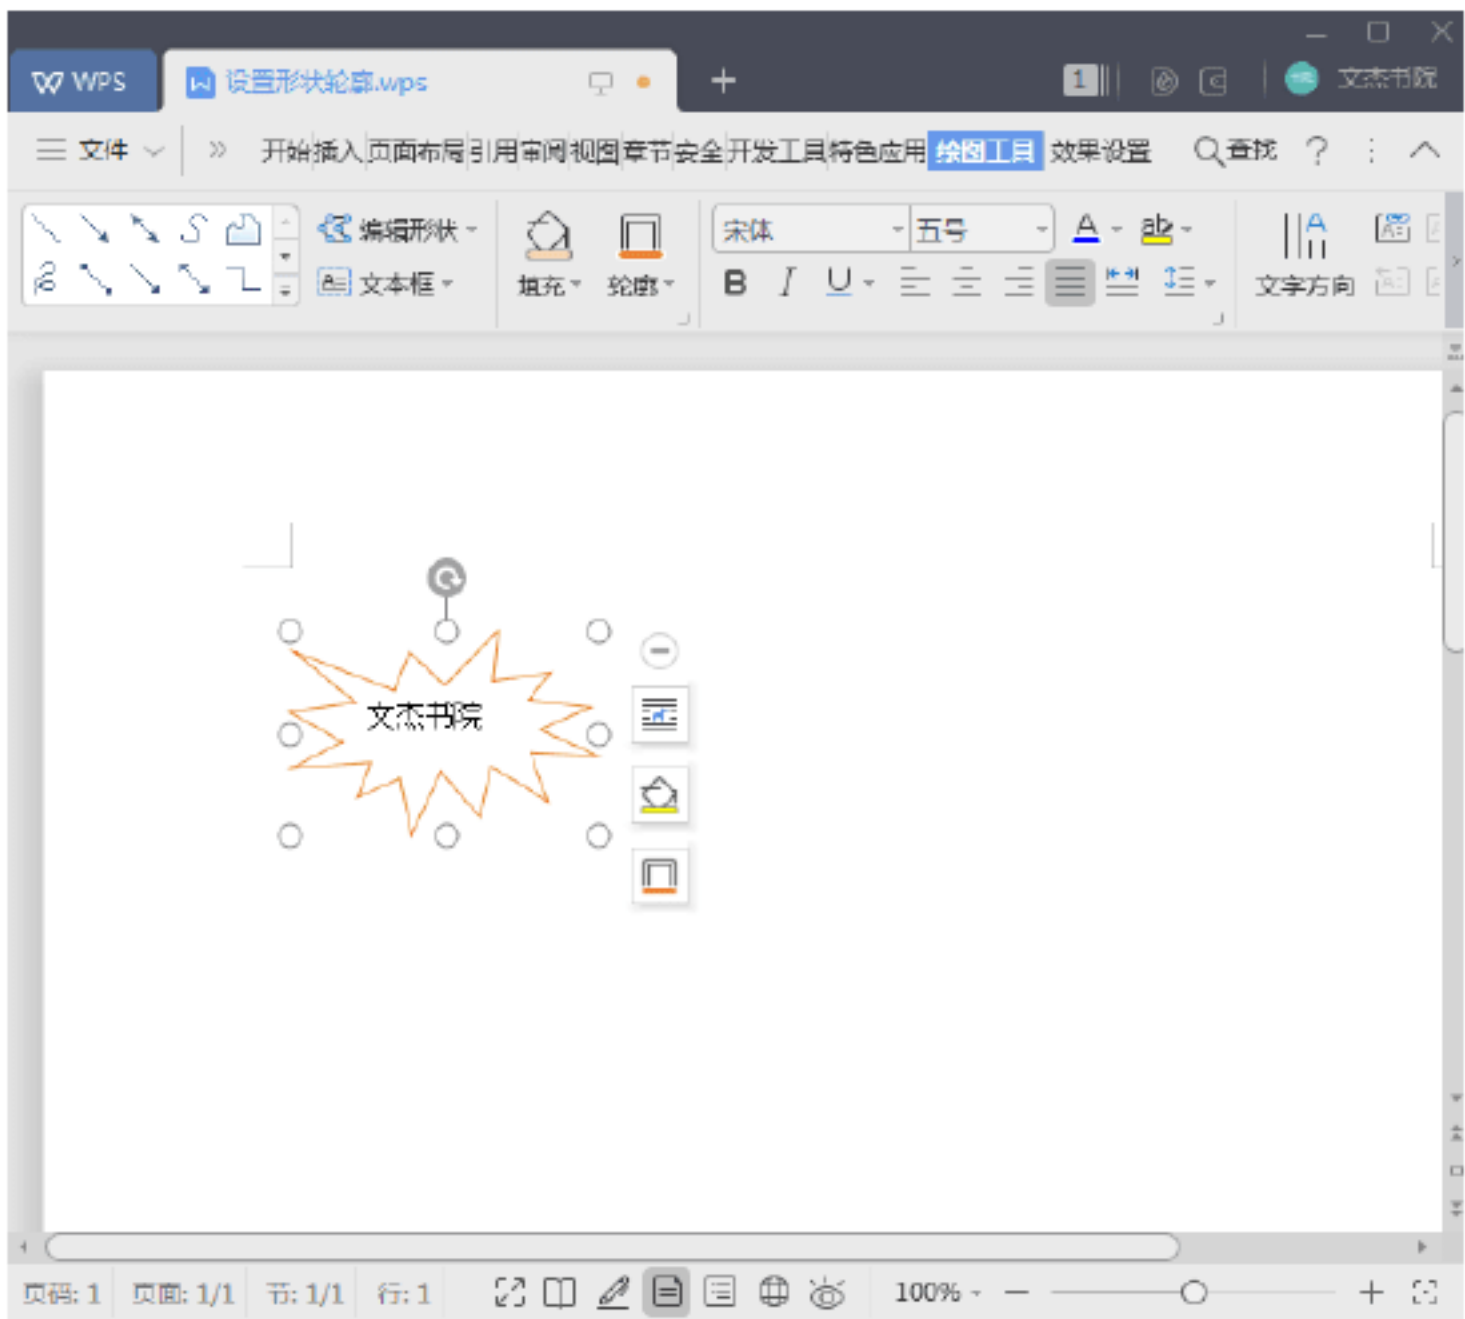 WPS 设置形状轮廓.wps 1 文杰书院
文件 开始 插入 页面布局 引用 审阅 视图 章节 安全 开发工具 特色应用 绘图工具 效果设置 查找
编辑形状 宋体 五号
文本框 填充 轮廓 B I U 文字方向
文杰书院
页码: 1 页面: 1/1 节: 1/1 行: 1 100%